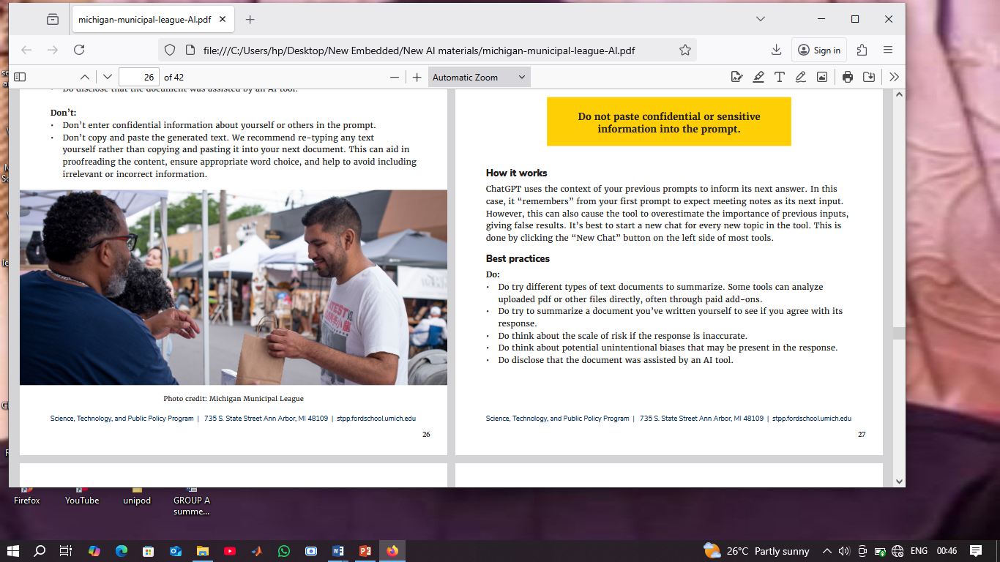 michigan-municipal-league-AI.pdf
file:///C:/Users/hp/Desktop/New Embedded/New AI materials/michigan-municipal-league-AI.pdf
Sign in
26 of 42
Automatic Zoom
Do disclose that the document was assisted by an AI tool.
Don't:
• Don't enter confidential information about yourself or others in the prompt.
• Don't copy and paste the generated text. We recommend re-typing any text
yourself rather than copying and pasting it into your next document. This can aid in
proofreading the content, ensure appropriate word choice, and help to avoid including
irrelevant or incorrect information.
Photo credit: Michigan Municipal League
Science, Technology, and Public Policy Program | 735 S. State Street Ann Arbor, MI 48109 | stpp.fordschool.umich.edu
26
Do not paste confidential or sensitive
information into the prompt.
How it works
ChatGPT uses the context of your previous prompts to inform its next answer. In this
case, it “remembers” from your first prompt to expect meeting notes as its next input.
However, this can also cause the tool to overestimate the importance of previous inputs,
giving false results. It's best to start a new chat for every new topic in the tool. This is
done by clicking the “New Chat” button on the left side of most tools.
Best practices
Do:
• Do try different types of text documents to summarize. Some tools can analyze
uploaded pdf or other files directly, often through paid add-ons.
• Do try to summarize a document you've written yourself to see if you agree with its
response.
• Do think about the scale of risk if the response is inaccurate.
• Do think about potential unintentional biases that may be present in the response.
• Do disclose that the document was assisted by an AI tool.
Science, Technology, and Public Policy Program | 735 S. State Street Ann Arbor, MI 48109 | stpp.fordschool.umich.edu
27
Firefox
YouTube
unipod
GROUP A
summe...
26°C Partly sunny
ENG
00:46